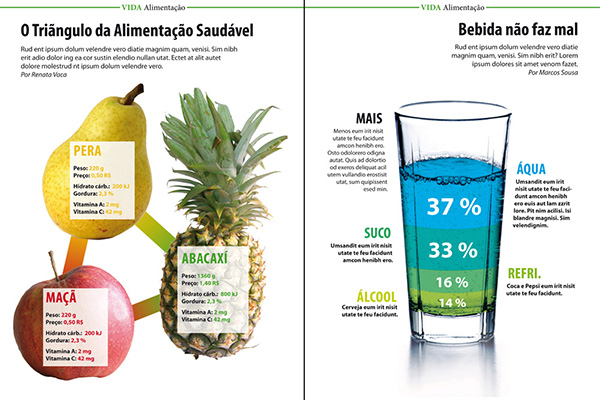 VIDA Alimentação
O Triângulo da Alimentação Saudável
Rud ent ipsum dolum velendre vero diatie magnim quam, venisi. Sim nibh
erit adio dolor ing ea cor sustin elendio nullan utat. Ectet at alit autet
dolore molestrud nt ipsum dolum velendre vero.
Por Renata Voca
PERA
Peso: 220 g
Preço: 0,50 R$
Hidrato cárb.: 200 kJ
Gordura: 2,3 %
Vitamina A: 2 mg
Vitamina C: 42 mg
ABACAXÍ
Peso: 1360 g
Preço: 1,40 R$
Hidrato cárb.: 800 kJ
Gordura: 2,3 %
Vitamina A: 2 mg
Vitamina C: 42 mg
MAÇÃ
Peso: 220 g
Preço: 0,50 R$
Hidrato cárb.: 200 kJ
Gordura: 2,3 %
Vitamina A: 2 mg
Vitamina C: 42 mg
VIDA Alimentação
Bebida não faz mal
Rud ent ipsum dolum velendre vero diatie
magnim quam, venisi. Sim nibh erit? Lorem
ipsum dolores sit amet venom fazet.
Por Marcos Sousa
MAIS
Menos eum irit nisit
utate te feu facidunt
amcon henibh ero.
Osto odolorero odigna
autat. Quis ad dolortio
od exeros deliquat acil
utem vullandio erostisit
utat, sum quipissent
esed min.
ÁQUA
Umsandit eum irit nisit
utate te feu faci-
dunt amcon henibh
ero euis aut lam zzrit
lore. Pit nim acilis. Isi
blandre magnisi. Sim
velendignim.
37 %
SUCO
Umsandit eum irit nisit
utate te feu facidunt
amcon henibh ero.
33 %
REFRI.
Coca e Pepsi eum irit nisit
utate te feu facidunt.
16 %
ÁLCOOL
Cerveja eum irit nisit
utate te feu facidunt.
14 %